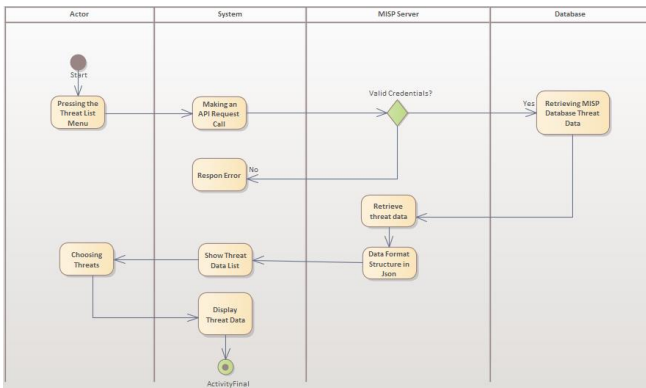 Actor
System
MISP Server
Database
Start
Pressing the
Threat List
Menu
Making an
API Request
Call
Valid Credentials?
Yes
Retrieving MISP
Database Threat
Data
No
Respon Error
Retrieve
threat data
Data Format
Structure in
Json
Show Threat
Data List
Choosing
Threats
Display
Threat Data
ActivityFinal